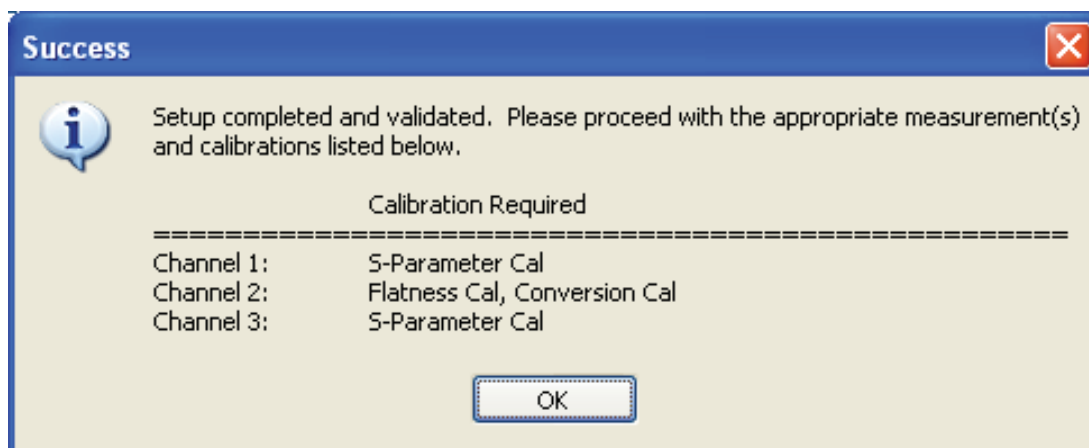 Success
Setup completed and validated.  Please proceed with the appropriate measurement(s)
and calibrations listed below.
Calibration Required
====================================================
Channel 1: S-Parameter Cal
Channel 2: Flatness Cal, Conversion Cal
Channel 3: S-Parameter Cal
OK